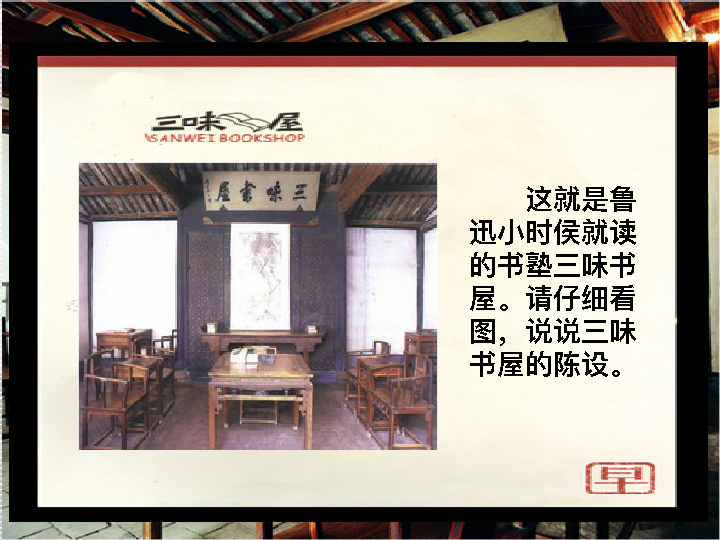 三味 屋
SANWEI BOOKSHOP
三味書屋
这就是鲁
迅小时侯就读
的书塾三味书
屋。请仔细看
图，说说三味
书屋的陈设。
早